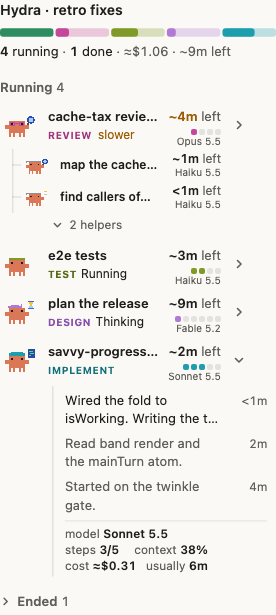 Hydra · retro fixes
4 running · 1 done · ≈$1.06 · ~9m left
Running 4
cache-tax revie... ~4m left
REVIEW slower
Opus 5.5
map the cache... ~1m left
Haiku 5.5
find callers of... <1m left
Haiku 5.5
2 helpers
e2e tests ~3m left
TEST Running
Haiku 5.5
plan the release ~9m left
DESIGN Thinking
Fable 5.2
savvy-progress... ~2m left
IMPLEMENT
Sonnet 5.5
Wired the fold to <1m
isWorking. Writing the t...
Read band render and 2m
the mainTurn atom.
Started on the twinkle 4m
gate.
model Sonnet 5.5
steps 3/5 context 38%
cost ≈$0.31 usually 6m
Ended 1